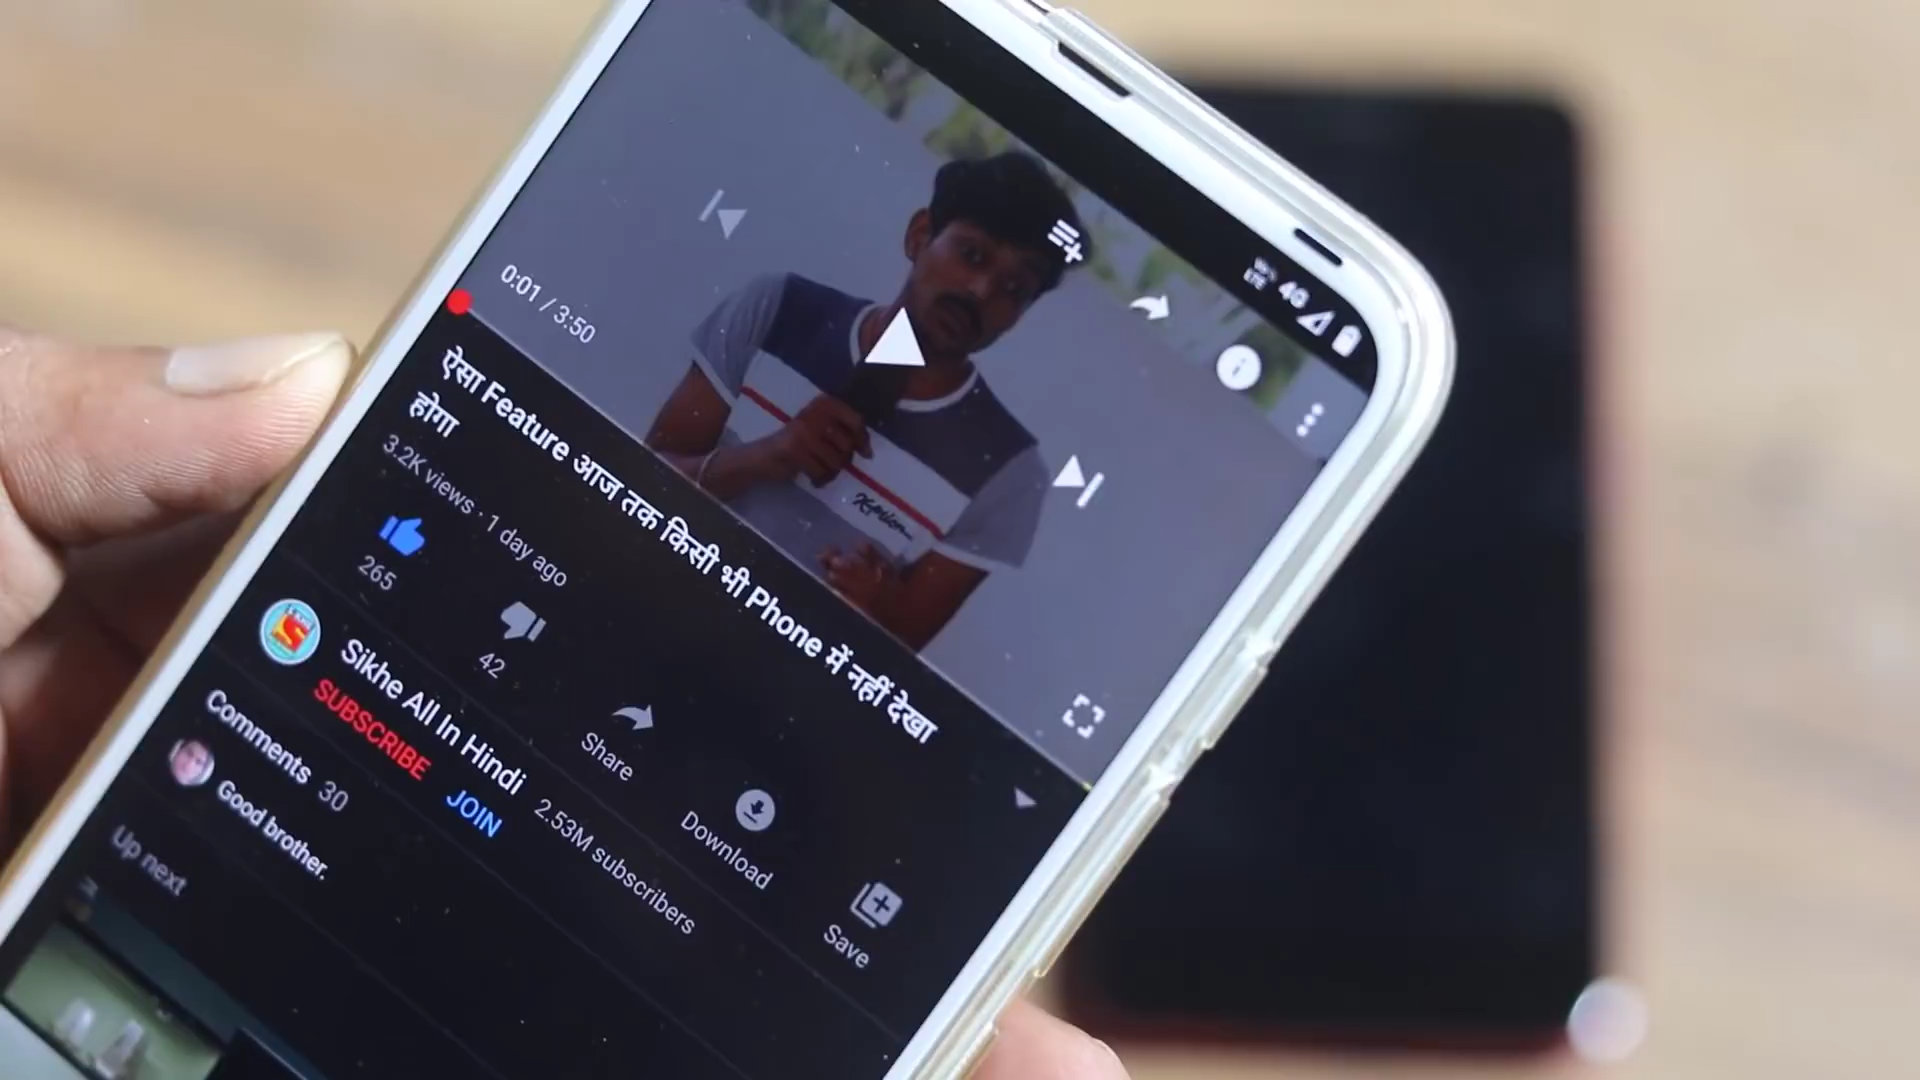 4G
0:01 / 3:50
ऐसा Feature आज तक किसी भी Phone में नहीं देखा
होगा
3.2K views · 1 day ago
265
42
Share
Download
Save
Sikhe All In Hindi
2.53M subscribers
SUBSCRIBE
JOIN
Comments 30
Good brother.
Up next